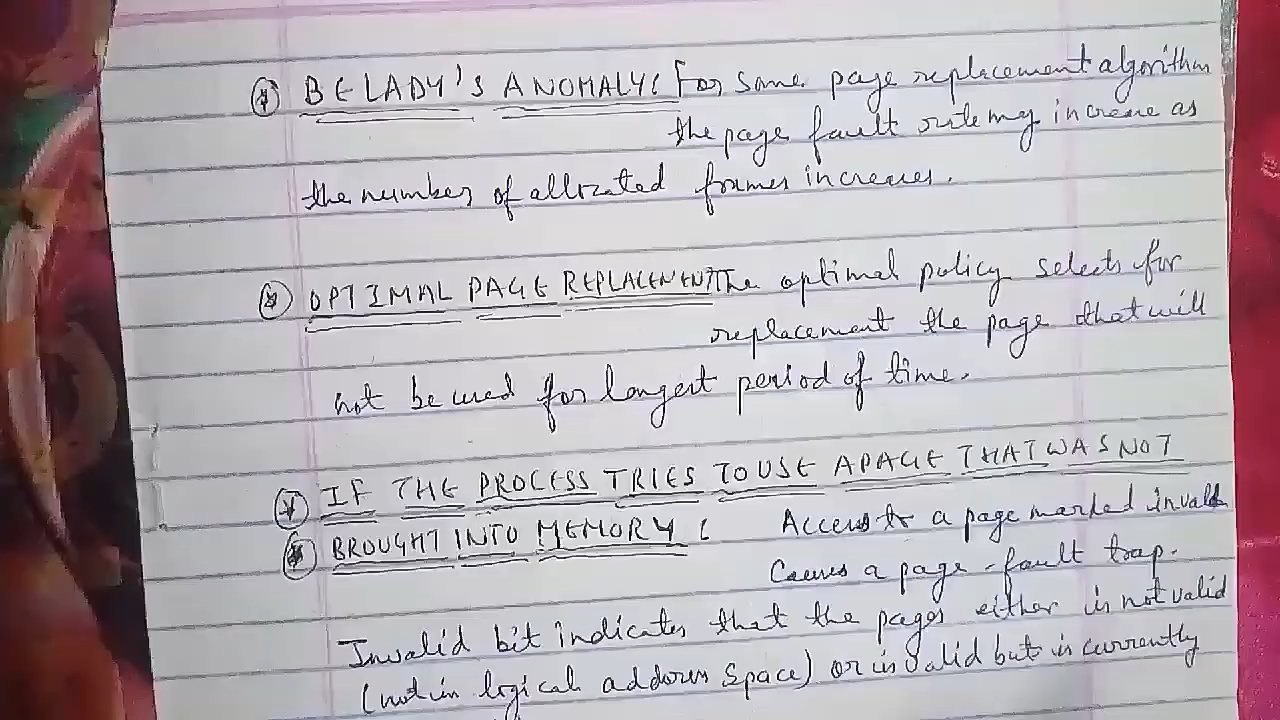 BELADY'S ANOMALY: For some page replacement algorithm
the page fault rate may increase as
the number of allocated frames increases.
OPTIMAL PAGE REPLACEMENT The optimal policy selects for
replacement the page that will
not be used for longest period of time.
IF THE PROCESS TRIES TO USE A PAGE THAT WAS NOT
BROUGHT INTO MEMORY : Access to a page marked invalid
Causes a page-fault trap.
Invalid bit indicates that the pages either is not valid
(not in logical address space) or is valid but is currently